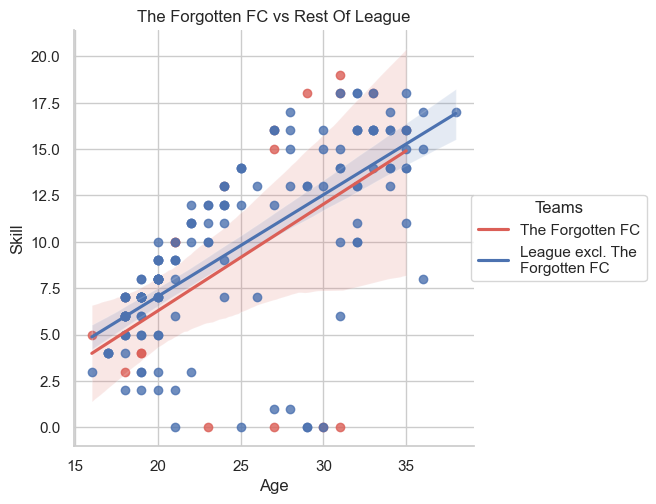 The Forgotten FC vs Rest Of League
20.0
17.5
15.0
12.5
10.0
7.5
5.0
2.5
0.0
Skill
15
20
25
30
35
Age
Teams
The Forgotten FC
League excl. The
Forgotten FC